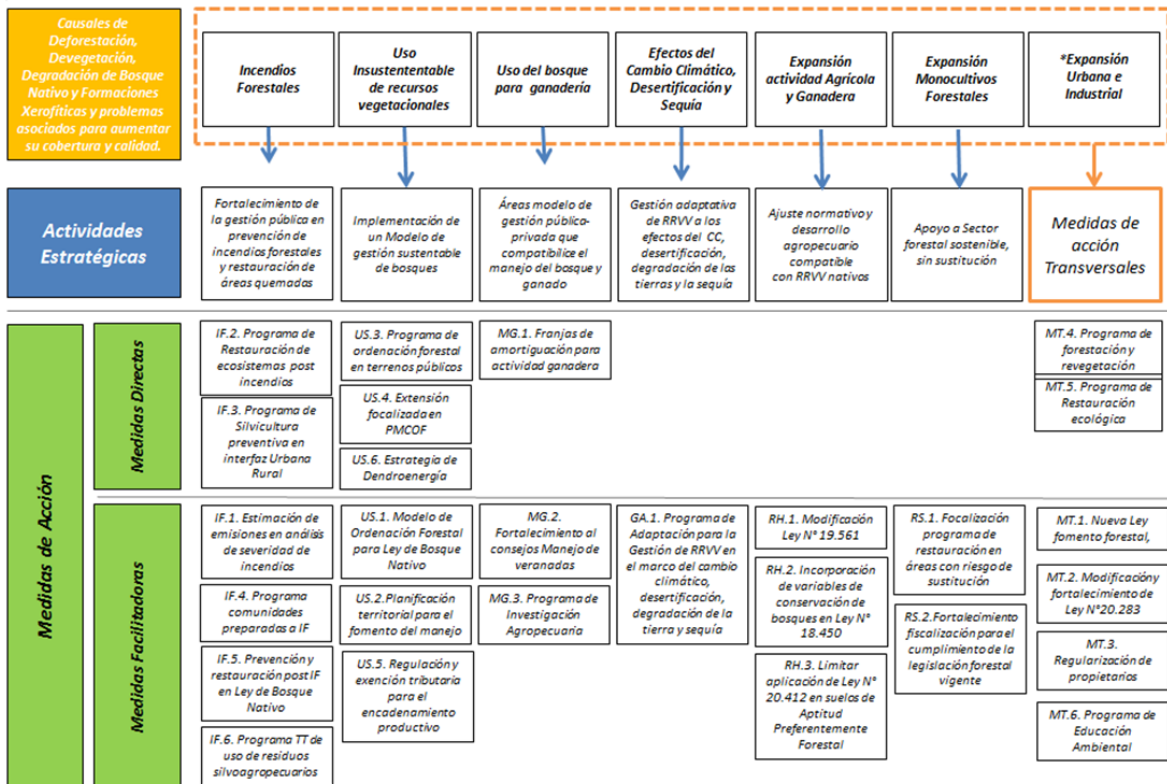 Causales de
Deforestación,
Devegetación,
Degradación de Bosque
Nativo y Formaciones
Xerofíticas y problemas
asociados para aumentar
su cobertura y calidad.
Incendios
Forestales
Uso
Insustentable
de recursos
vegetacionales
Uso del bosque
para ganadería
Efectos del
Cambio Climático,
Desertificación y
Sequía
Expansión
actividad Agrícola
y Ganadera
Expansión
Monocultivos
Forestales
*Expansión
Urbana e
Industrial
Actividades
Estratégicas
Fortalecimiento de
la gestión pública en
prevención de
incendios forestales
y restauración de
áreas quemadas
Implementación de
un Modelo de
gestión sustentable
de bosques
Áreas modelo de
gestión pública-
privada que
compatibilice el
manejo del bosque y
ganado
Gestión adaptativa
de RRVV a los
efectos del CC,
desertificación,
degradación de las
tierras y la sequía
Ajuste normativo y
desarrollo
agropecuario
compatible
con RRVV nativos
Apoyo a Sector
forestal sostenible,
sin sustitución
Medidas de
acción
Transversales
Medidas de Acción
Medidas Directas
IF.2. Programa de
Restauración de
ecosistemas post
incendios
IF.3. Programa de
Silvicultura
preventiva en
interfaz Urbana
Rural
US.3. Programa de
ordenación forestal
en terrenos públicos
US.4. Extensión
focalizada en
PMCOF
US.6. Estrategia de
Dendroenergía
MG.1. Franjas de
amortiguación para
actividad ganadera
MT.4. Programa de
forestación y
revegetación
MT.5. Programa de
Restauración
ecológica
Medidas Facilitadoras
IF.1. Estimación de
emisiones en análisis
de severidad de
incendios
IF.4. Programa
comunidades
preparadas a IF
IF.5. Prevención y
restauración post IF
en Ley de Bosque
Nativo
IF.6. Programa TT de
uso de residuos
silvoagropecuarios
US.1. Modelo de
Ordenación Forestal
para Ley de Bosque
Nativo
US.2.Planificación
territorial para el
fomento del manejo
US.5. Regulación y
exención tributaria
para el
encadenamiento
productivo
MG.2.
Fortalecimiento al
consejos Manejo de
veranadas
MG.3. Programa de
Investigación
Agropecuaria
GA.1. Programa de
Adaptación para la
Gestión de RRVV en
el marco del cambio
climático,
desertificación,
degradación de la
tierra y sequía
RH.1. Modificación
Ley N° 19.561
RH.2. Incorporación
de variables de
conservación de
bosques en Ley N°
18.450
RH.3. Limitar
aplicación de Ley N°
20.412 en suelos de
Aptitud
Preferentemente
Forestal
RS.1. Focalización
programa de
restauración en
áreas con riesgo de
sustitución
RS.2.Fortalecimiento
fiscalización para el
cumplimiento de la
legislación forestal
vigente
MT.1. Nueva Ley
fomento forestal,
MT.2. Modificacióny
fortalecimiento de
Ley N°20.283
MT.3.
Regularización de
propietarios
MT.6. Programa de
Educación
Ambiental